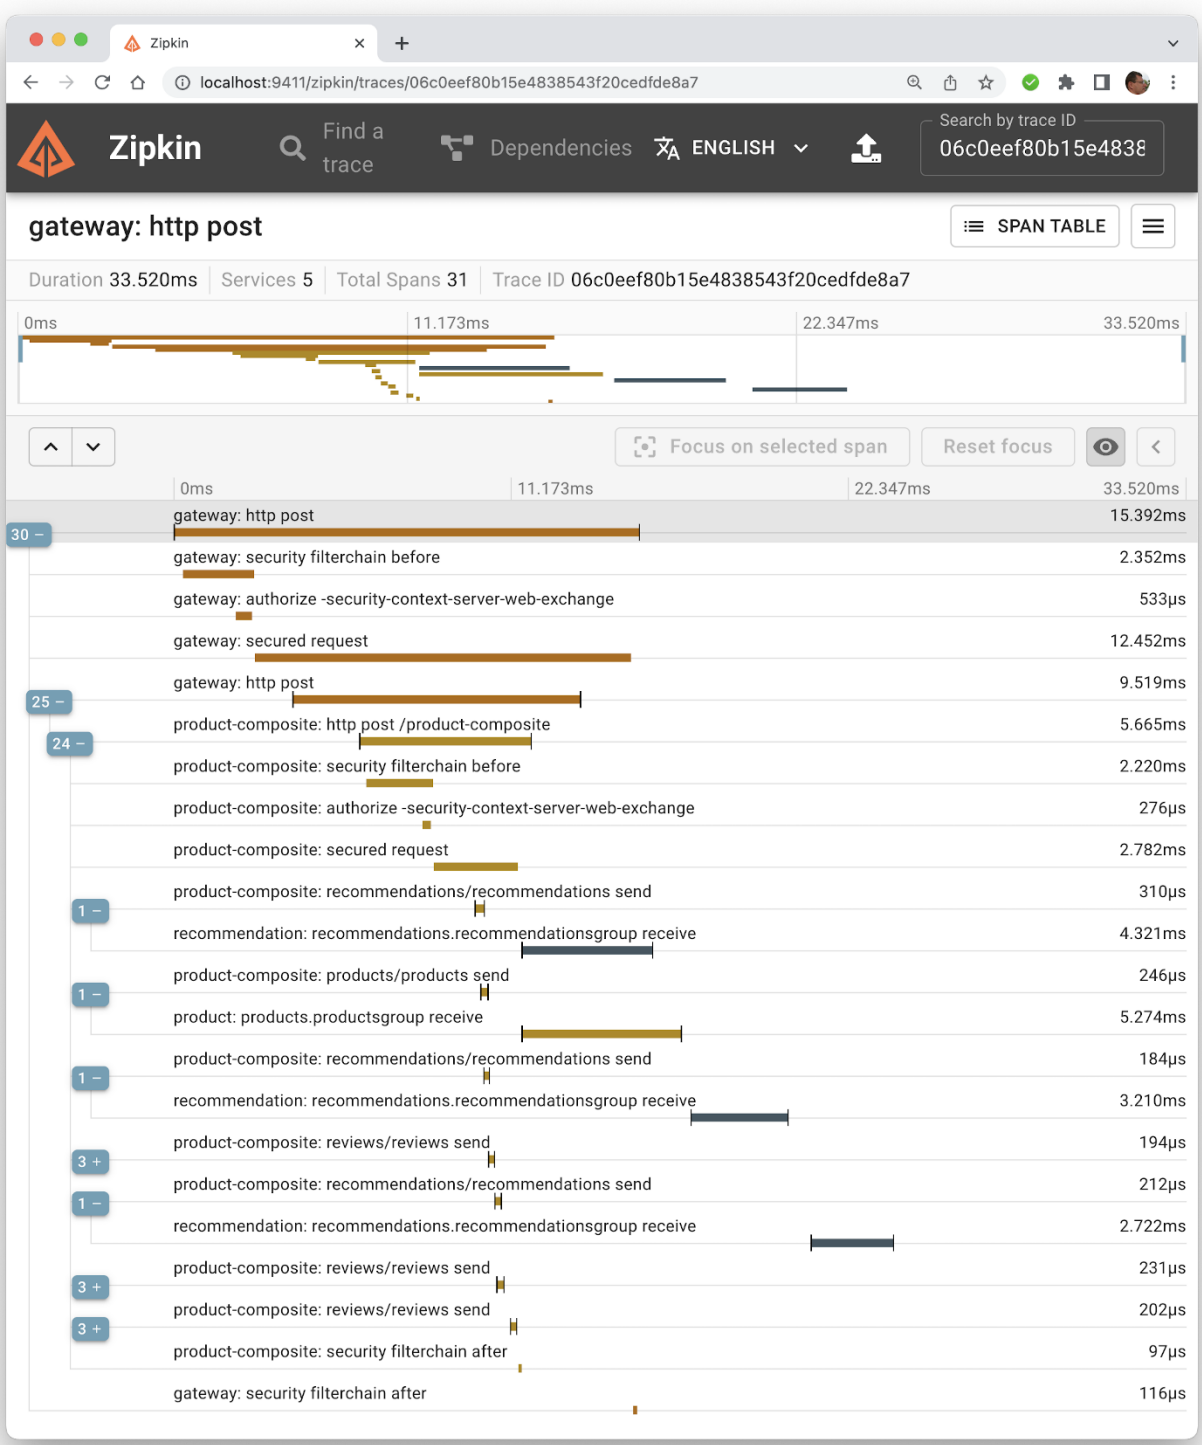 Zipkin
localhost:9411/zipkin/traces/06c0eef80b15e4838543f20cedfde8a7
Zipkin
Find a
trace
Dependencies
ENGLISH
Search by trace ID
06c0eef80b15e4838
gateway: http post
SPAN TABLE
Duration 33.520ms Services 5 Total Spans 31 Trace ID 06c0eef80b15e4838543f20cedfde8a7
0ms 11.173ms 22.347ms 33.520ms
Focus on selected span Reset focus
0ms 11.173ms 22.347ms 33.520ms
gateway: http post 15.392ms
30 −
gateway: security filterchain before 2.352ms
gateway: authorize -security-context-server-web-exchange 533µs
gateway: secured request 12.452ms
gateway: http post 9.519ms
25 −
product-composite: http post /product-composite 5.665ms
24 −
product-composite: security filterchain before 2.220ms
product-composite: authorize -security-context-server-web-exchange 276µs
product-composite: secured request 2.782ms
product-composite: recommendations/recommendations send 310µs
1 −
recommendation: recommendations.recommendationsgroup receive 4.321ms
product-composite: products/products send 246µs
1 −
product: products.productsgroup receive 5.274ms
product-composite: recommendations/recommendations send 184µs
1 −
recommendation: recommendations.recommendationsgroup receive 3.210ms
product-composite: reviews/reviews send 194µs
3 +
product-composite: recommendations/recommendations send 212µs
1 −
recommendation: recommendations.recommendationsgroup receive 2.722ms
product-composite: reviews/reviews send 231µs
3 +
product-composite: reviews/reviews send 202µs
3 +
product-composite: security filterchain after 97µs
gateway: security filterchain after 116µs